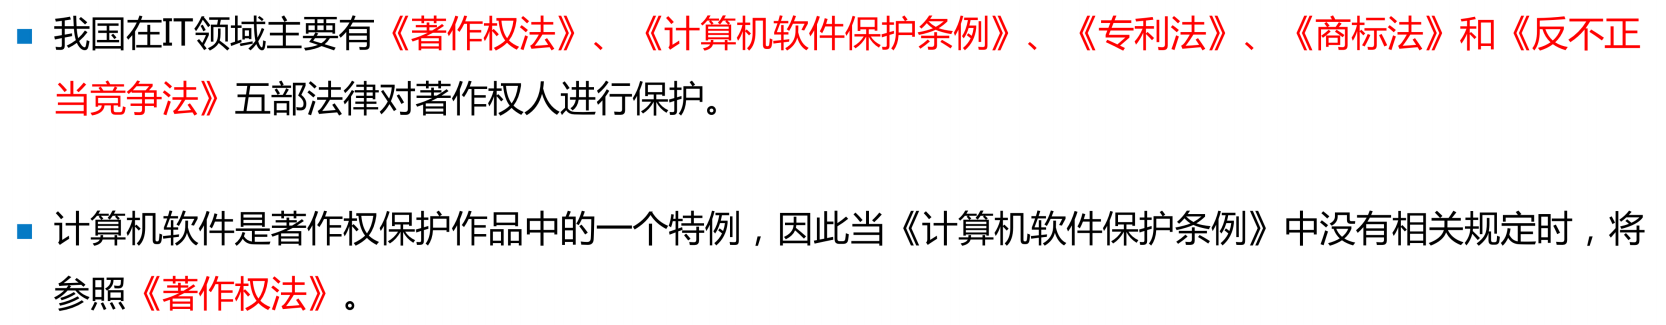 ■ 我国在IT领域主要有《著作权法》、《计算机软件保护条例》、《专利法》、《商标法》和《反不正
当竞争法》五部法律对著作权人进行保护。
■ 计算机软件是著作权保护作品中的一个特例，因此当《计算机软件保护条例》中没有相关规定时，将
参照《著作权法》。